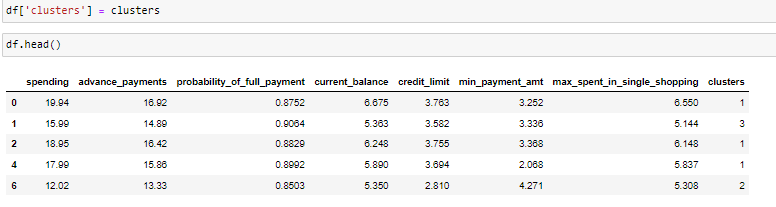 df['clusters'] = clusters
df.head()
spending advance_payments probability_of_full_payment current_balance credit_limit min_payment_amt max_spent_in_single_shopping clusters
0 19.94 16.92 0.8752 6.675 3.763 3.252 6.550 1
1 15.99 14.89 0.9064 5.363 3.582 3.336 5.144 3
2 18.95 16.42 0.8829 6.248 3.755 3.368 6.148 1
4 17.99 15.86 0.8992 5.890 3.694 2.068 5.837 1
6 12.02 13.33 0.8503 5.350 2.810 4.271 5.308 2